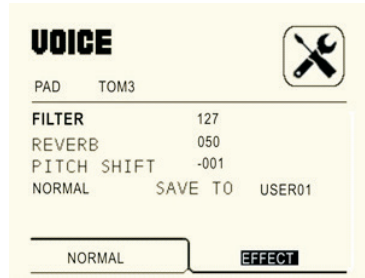 VOICE
PAD TOM3
FILTER 127
REVERB 050
PITCH SHIFT -001
NORMAL SAVE TO USER01
NORMAL EFFECT